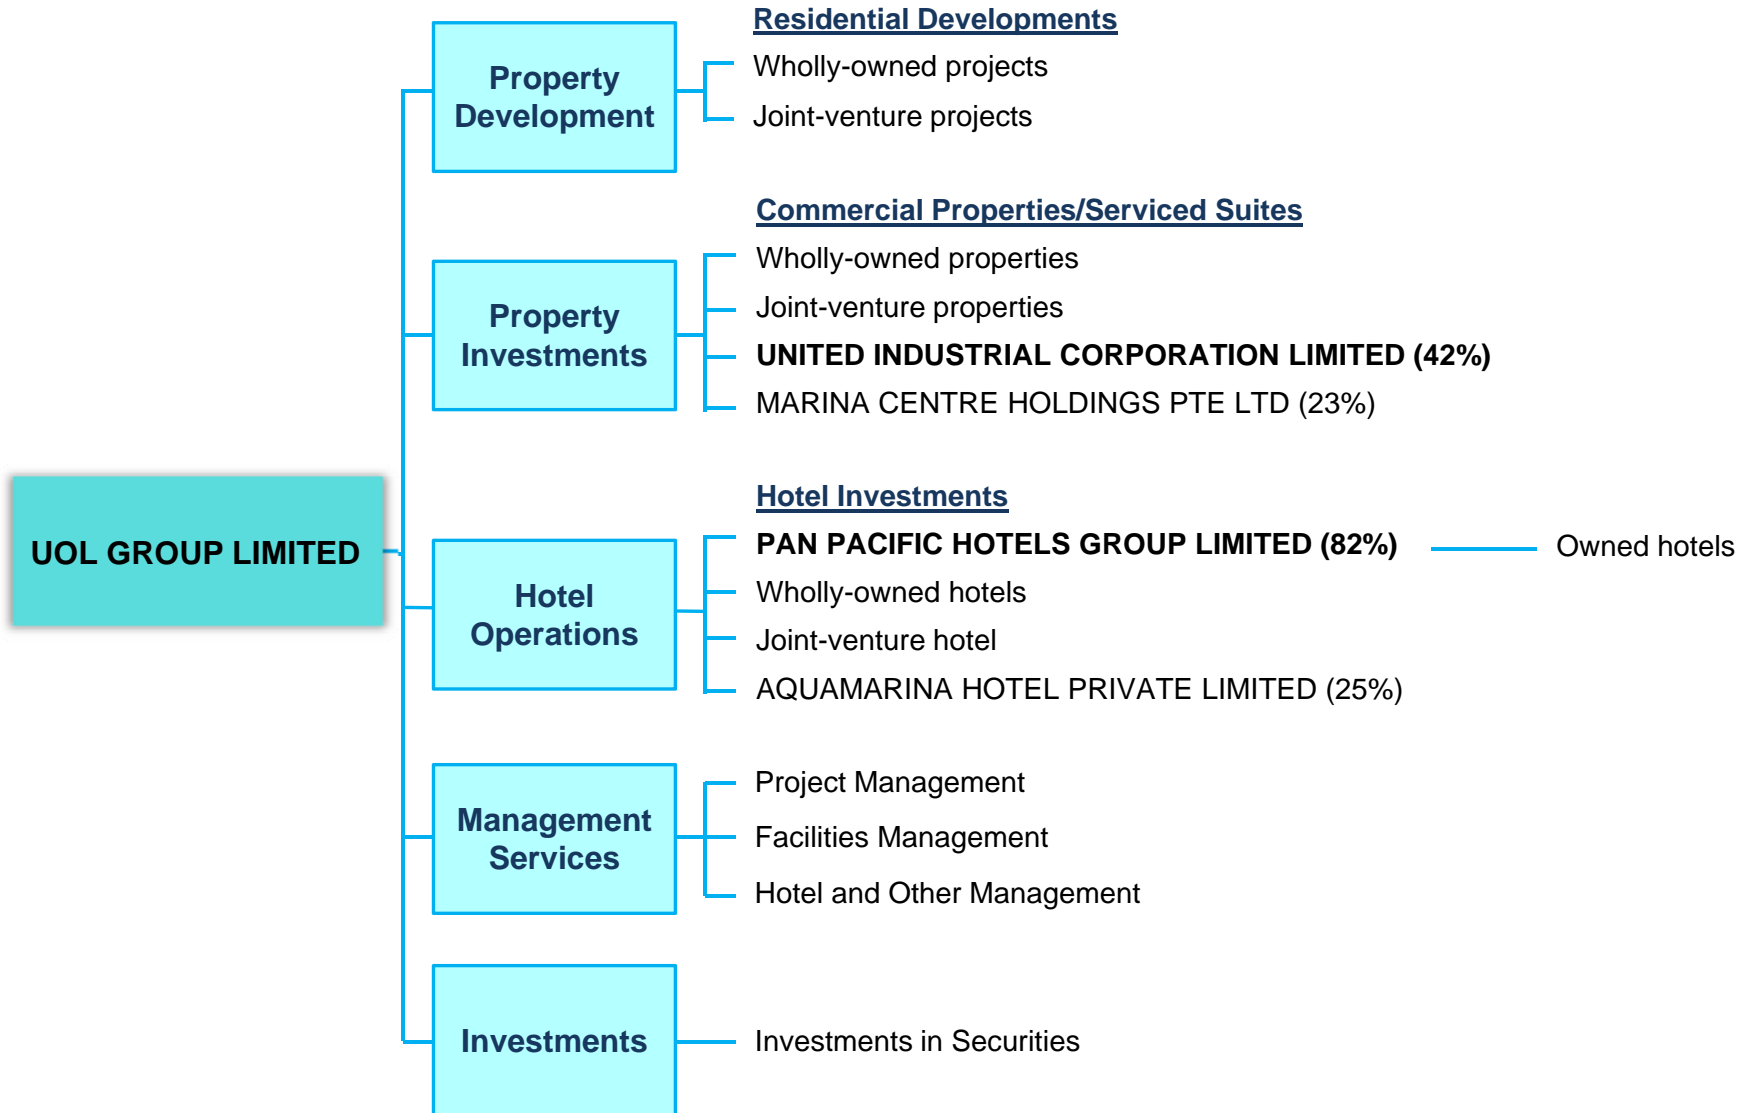 UOL GROUP LIMITED
Property
Development
Residential Developments
Wholly-owned projects
Joint-venture projects
Property
Investments
Commercial Properties/Serviced Suites
Wholly-owned properties
Joint-venture properties
UNITED INDUSTRIAL CORPORATION LIMITED (42%)
MARINA CENTRE HOLDINGS PTE LTD (23%)
Hotel
Operations
Hotel Investments
PAN PACIFIC HOTELS GROUP LIMITED (82%)
Owned hotels
Wholly-owned hotels
Joint-venture hotel
AQUAMARINA HOTEL PRIVATE LIMITED (25%)
Management
Services
Project Management
Facilities Management
Hotel and Other Management
Investments
Investments in Securities